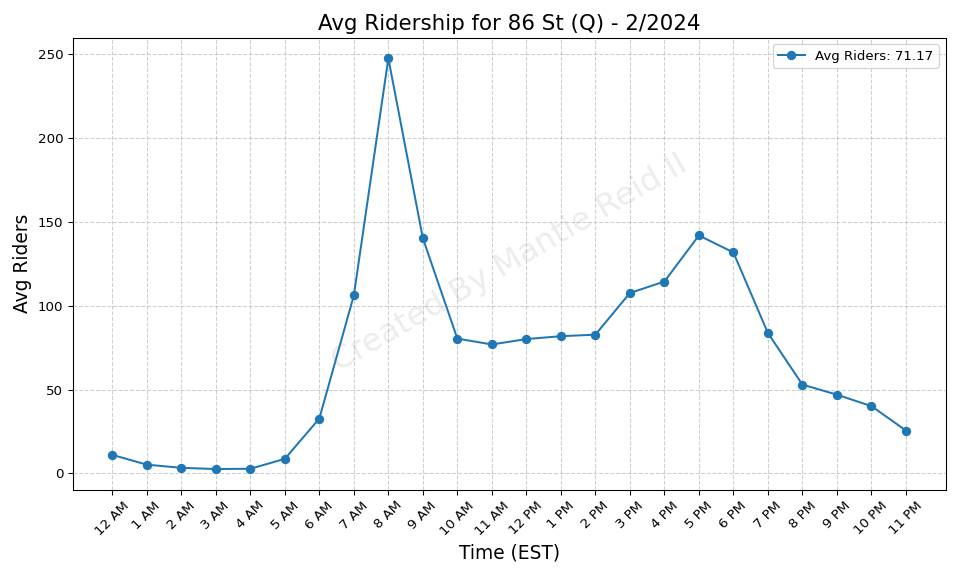 Avg Ridership for 86 St (Q) - 2/2024
Avg Riders: 71.17
250
200
150
100
50
0
Avg Riders
Created By Mantle Reid II
12 AM
1 AM
2 AM
3 AM
4 AM
5 AM
6 AM
7 AM
8 AM
9 AM
10 AM
11 AM
12 PM
1 PM
2 PM
3 PM
4 PM
5 PM
6 PM
7 PM
8 PM
9 PM
10 PM
11 PM
Time (EST)